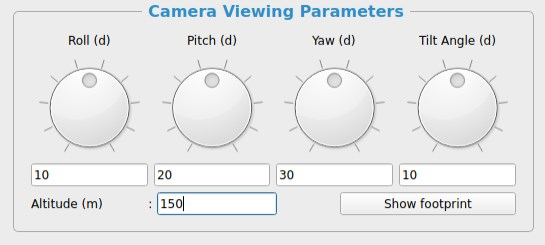 Camera Viewing Parameters
Roll (d) Pitch (d) Yaw (d) Tilt Angle (d)
10 20 30 10
Altitude (m) : 150 Show footprint